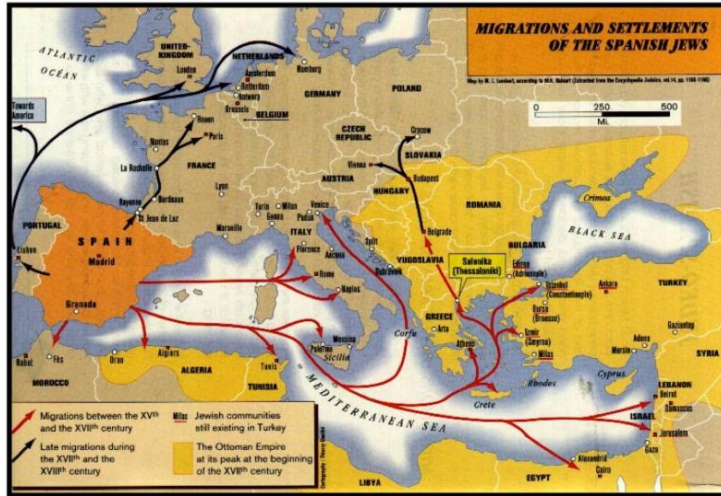 MIGRATIONS AND SETTLEMENTS
OF THE SPANISH JEWS
0 250 500
Mi.
ATLANTIC
OCÉAN
Towards
America
UNITED-
KINGDOM
London
NETHERLANDS
Amsterdam
Rotterdam
Antwerp
Brussels
BELGIUM
Hamburg
GERMANY
POLAND
CZECH
REPUBLIC
Cracow
SLOVAKIA
Vienna
AUSTRIA
Budapest
HUNGARY
ROMANIA
Crimea
Rouen
Paris
Nantes
FRANCE
La Rochelle
Bordeaux
Bayonne
St Jean de Luz
Lyon
Marseille
Turin
Milan
Genoa
Venice
Padua
ITALY
Florence
Ancona
Rome
Naples
Split
Dubrovnik
Belgrade
YUGOSLAVIA
BULGARIA
BLACK SEA
Salonika
(Thessaloniki)
Edirne
(Adrianople)
Istanbul
(Constantinople)
Bursa
(Brousse)
Ankara
TURKEY
PORTUGAL
Lisbon
SPAIN
Madrid
Granada
GREECE
Arta
Athens
Izmir
(Smyrna)
Milas
Gaziantep
Adana
Mersin
SYRIA
Corfu
Messina
Palermo
Sicilia
Rhodes
Crete
Cyprus
LEBANON
Beirut
Damascus
ISRAEL
Jerusalem
Gaza
Rabat
Fès
MOROCCO
Oran
Algiers
ALGERIA
Tunis
TUNISIA
MEDITERRANEAN SEA
LIBYA
EGYPT
Alexandria
Cairo
Migrations between the XVth
and the XVIIth century
Late migrations during
the XVIIth and the
XVIIIth century
Milas
Jewish communities
still existing in Turkey
The Ottoman Empire
at its peak at the beginning
of the XVIIth century